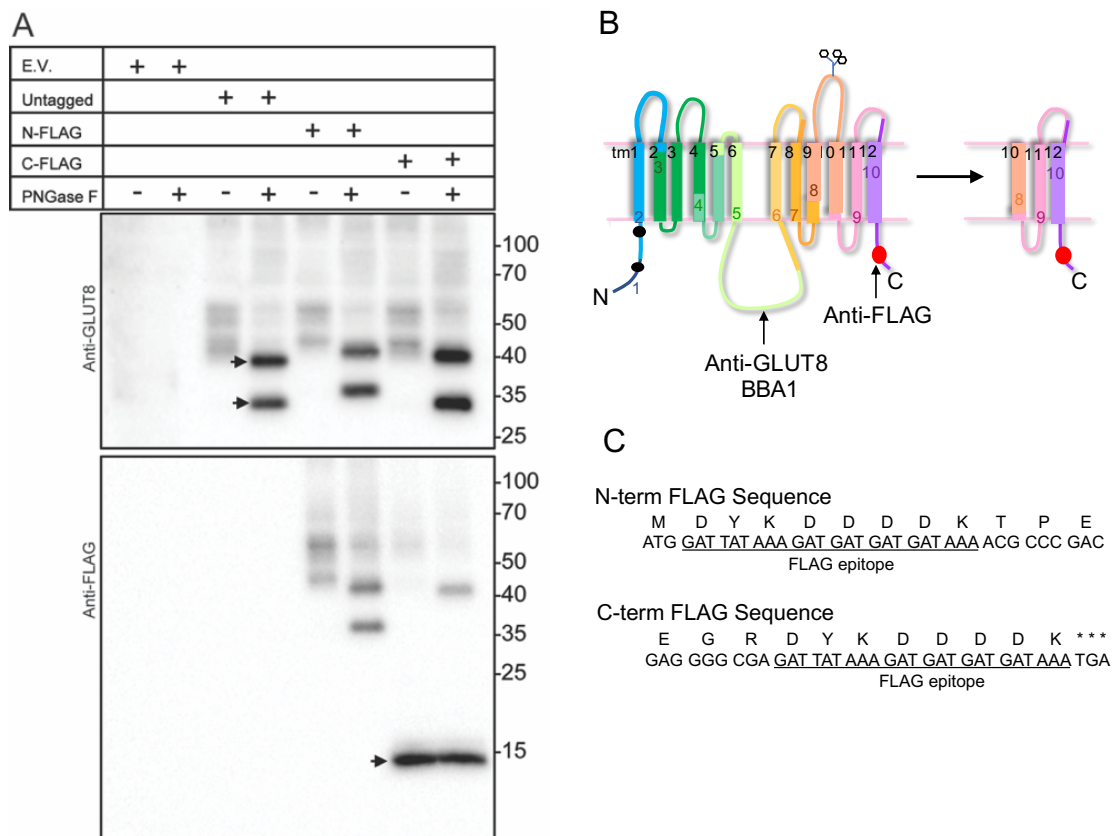 A
E.V. + +
Untagged + +
N-FLAG + +
C-FLAG + +
PNGase F - + - + - + - +
Anti-GLUT8
-100
-70
-50
-40
-35
-25
Anti-FLAG
-100
-70
-50
-40
-35
-25
-15
B
tm1 2 3 4 5 6 7 8 9 10 11 12
3 8 10
4
2 5 6 7 9
1
N
C
Anti-FLAG
Anti-GLUT8
BBA1
10 11 12
10
8
9
C
C
N-term FLAG Sequence
M D Y K D D D D K T P E
ATG GAT TAT AAA GAT GAT GAT GAT AAA ACG CCC GAC
FLAG epitope
C-term FLAG Sequence
E G R D Y K D D D D K * * *
GAG GGG CGA GAT TAT AAA GAT GAT GAT GAT AAA TGA
FLAG epitope